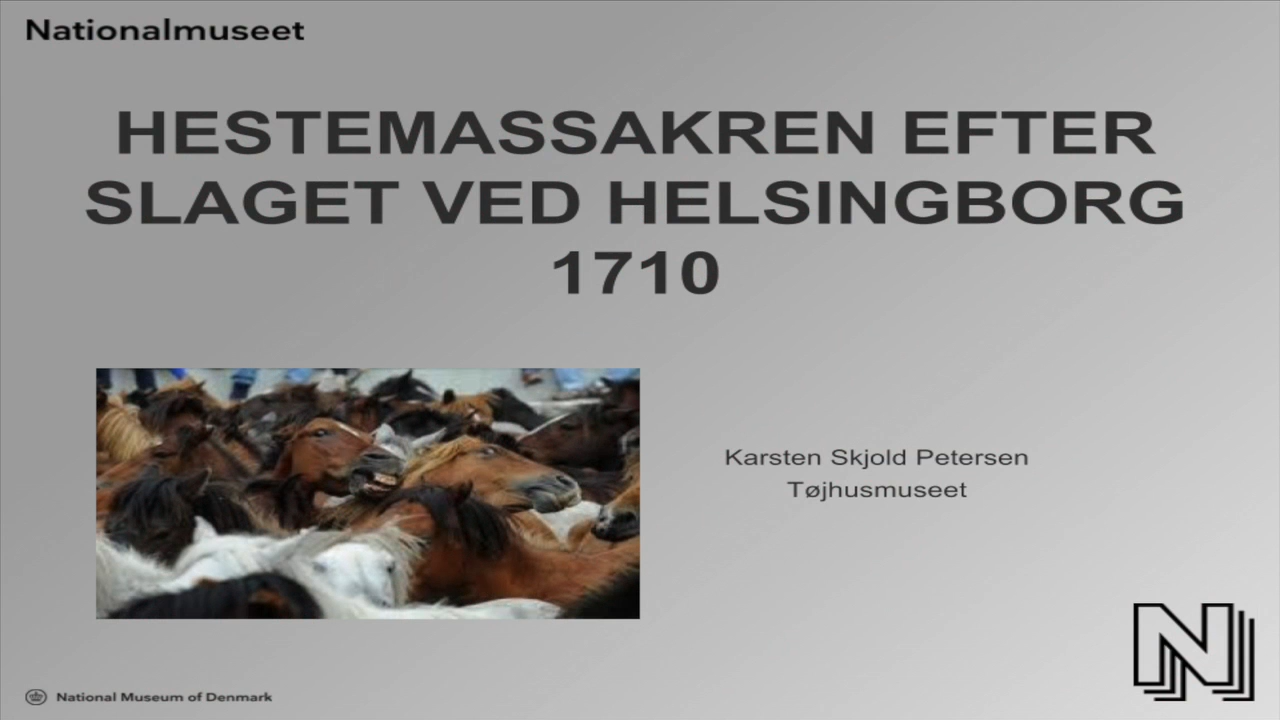 Nationalmuseet
HESTEMASSAKREN EFTER
SLAGET VED HELSINGBORG
1710
Karsten Skjold Petersen
Tøjhusmuseet
N
National Museum of Denmark